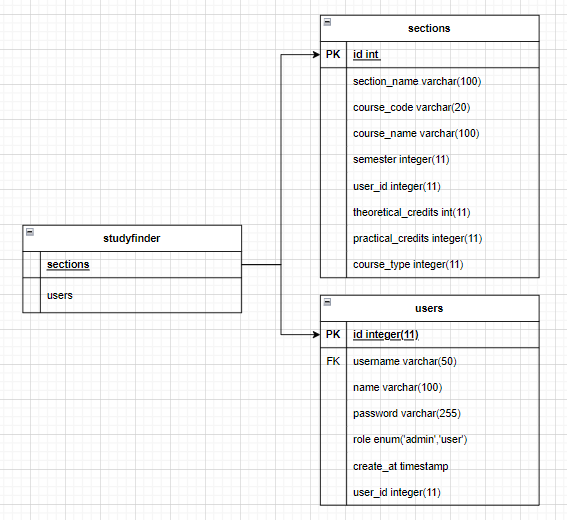 sections
PK id int
section_name varchar(100)
course_code varchar(20)
course_name varchar(100)
semester integer(11)
user_id integer(11)
theoretical_credits int(11)
practical_credits integer(11)
course_type integer(11)
studyfinder
sections
users
users
PK id integer(11)
FK username varchar(50)
name varchar(100)
password varchar(255)
role enum('admin','user')
create_at timestamp
user_id integer(11)